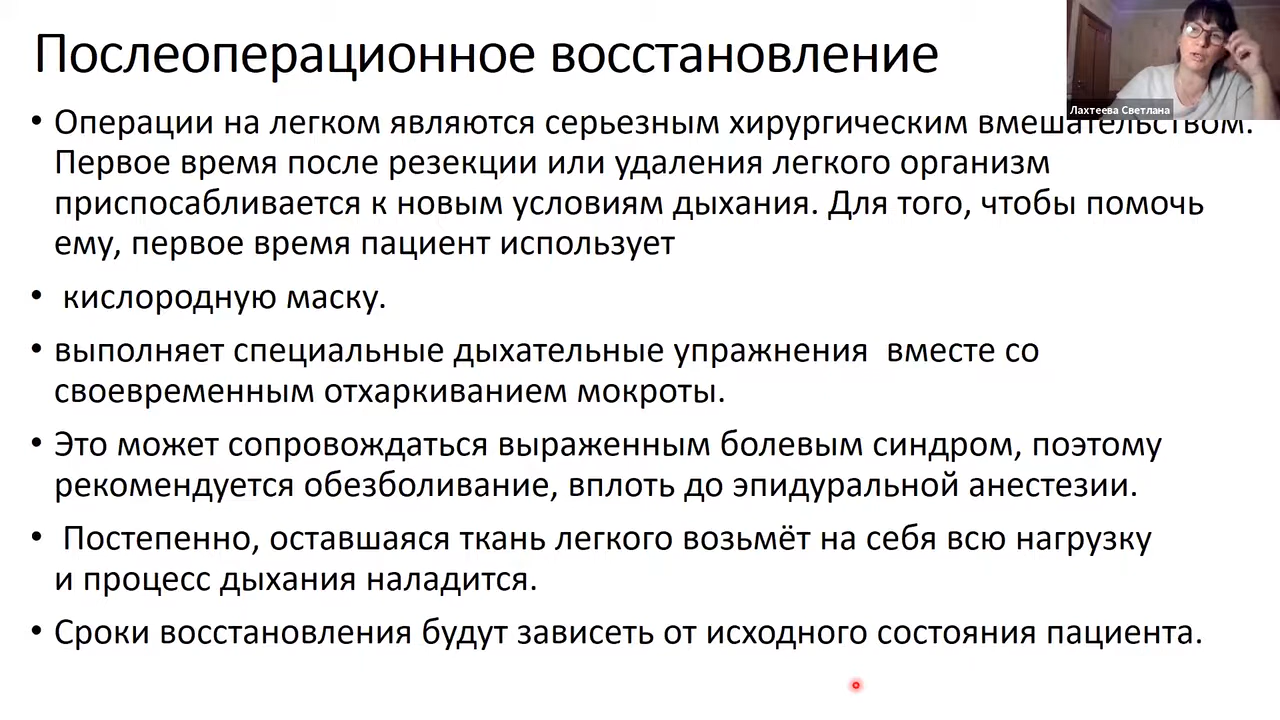 Послеоперационное восстановление
Лахтеева Светлана
• Операции на легком являются серьезным хирургическим вмешательством.
Первое время после резекции или удаления легкого организм
приспосабливается к новым условиям дыхания. Для того, чтобы помочь
ему, первое время пациент использует
• кислородную маску.
• выполняет специальные дыхательные упражнения вместе со
своевременным отхаркиванием мокроты.
• Это может сопровождаться выраженным болевым синдром, поэтому
рекомендуется обезболивание, вплоть до эпидуральной анестезии.
• Постепенно, оставшаяся ткань легкого возьмёт на себя всю нагрузку
и процесс дыхания наладится.
• Сроки восстановления будут зависеть от исходного состояния пациента.